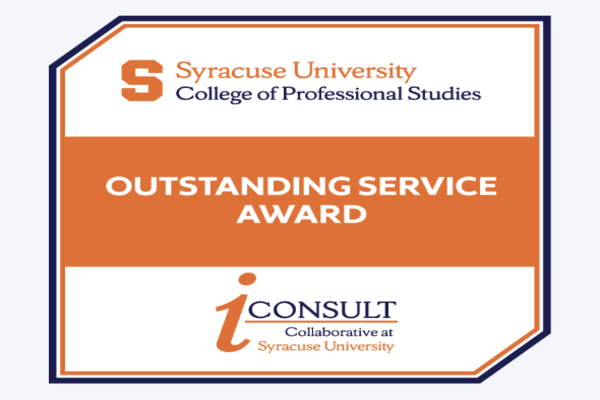 S Syracuse University
College of Professional Studies
OUTSTANDING SERVICE
AWARD
iCONSULT
Collaborative at
Syracuse University